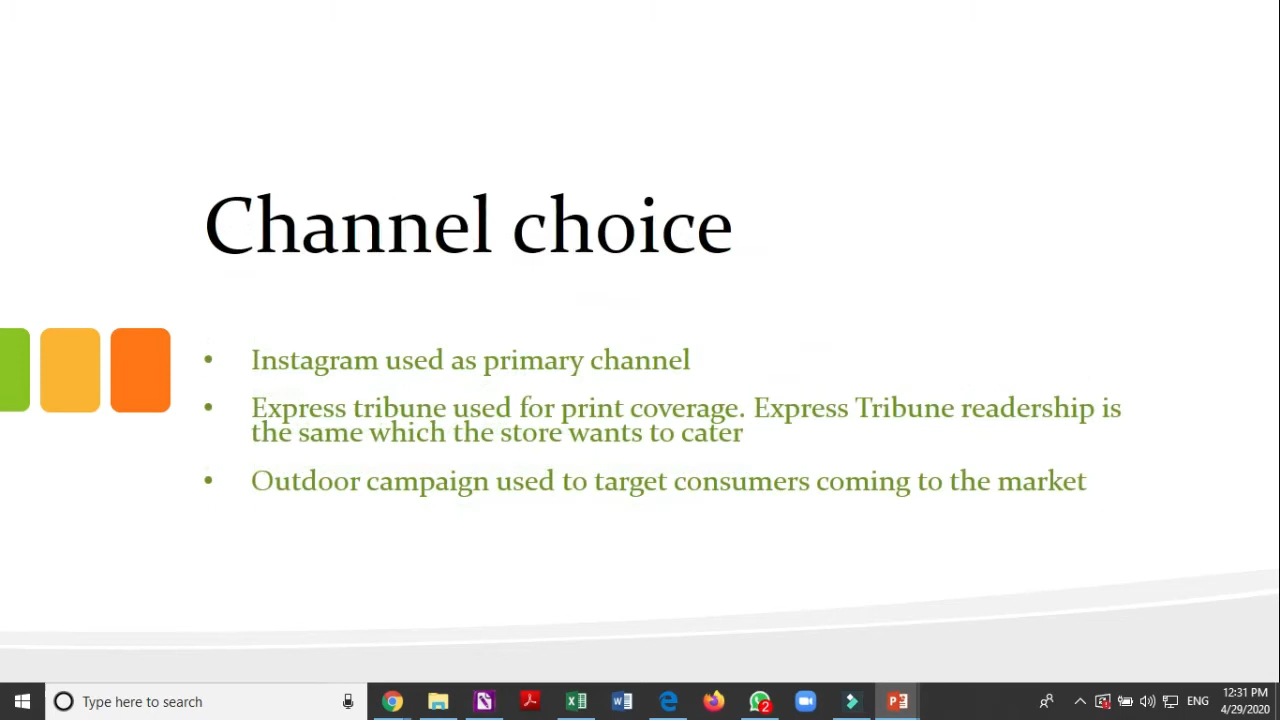 Channel choice
• Instagram used as primary channel
• Express tribune used for print coverage. Express Tribune readership is
the same which the store wants to cater
• Outdoor campaign used to target consumers coming to the market
Type here to search
2
ENG
12:31 PM
4/29/2020